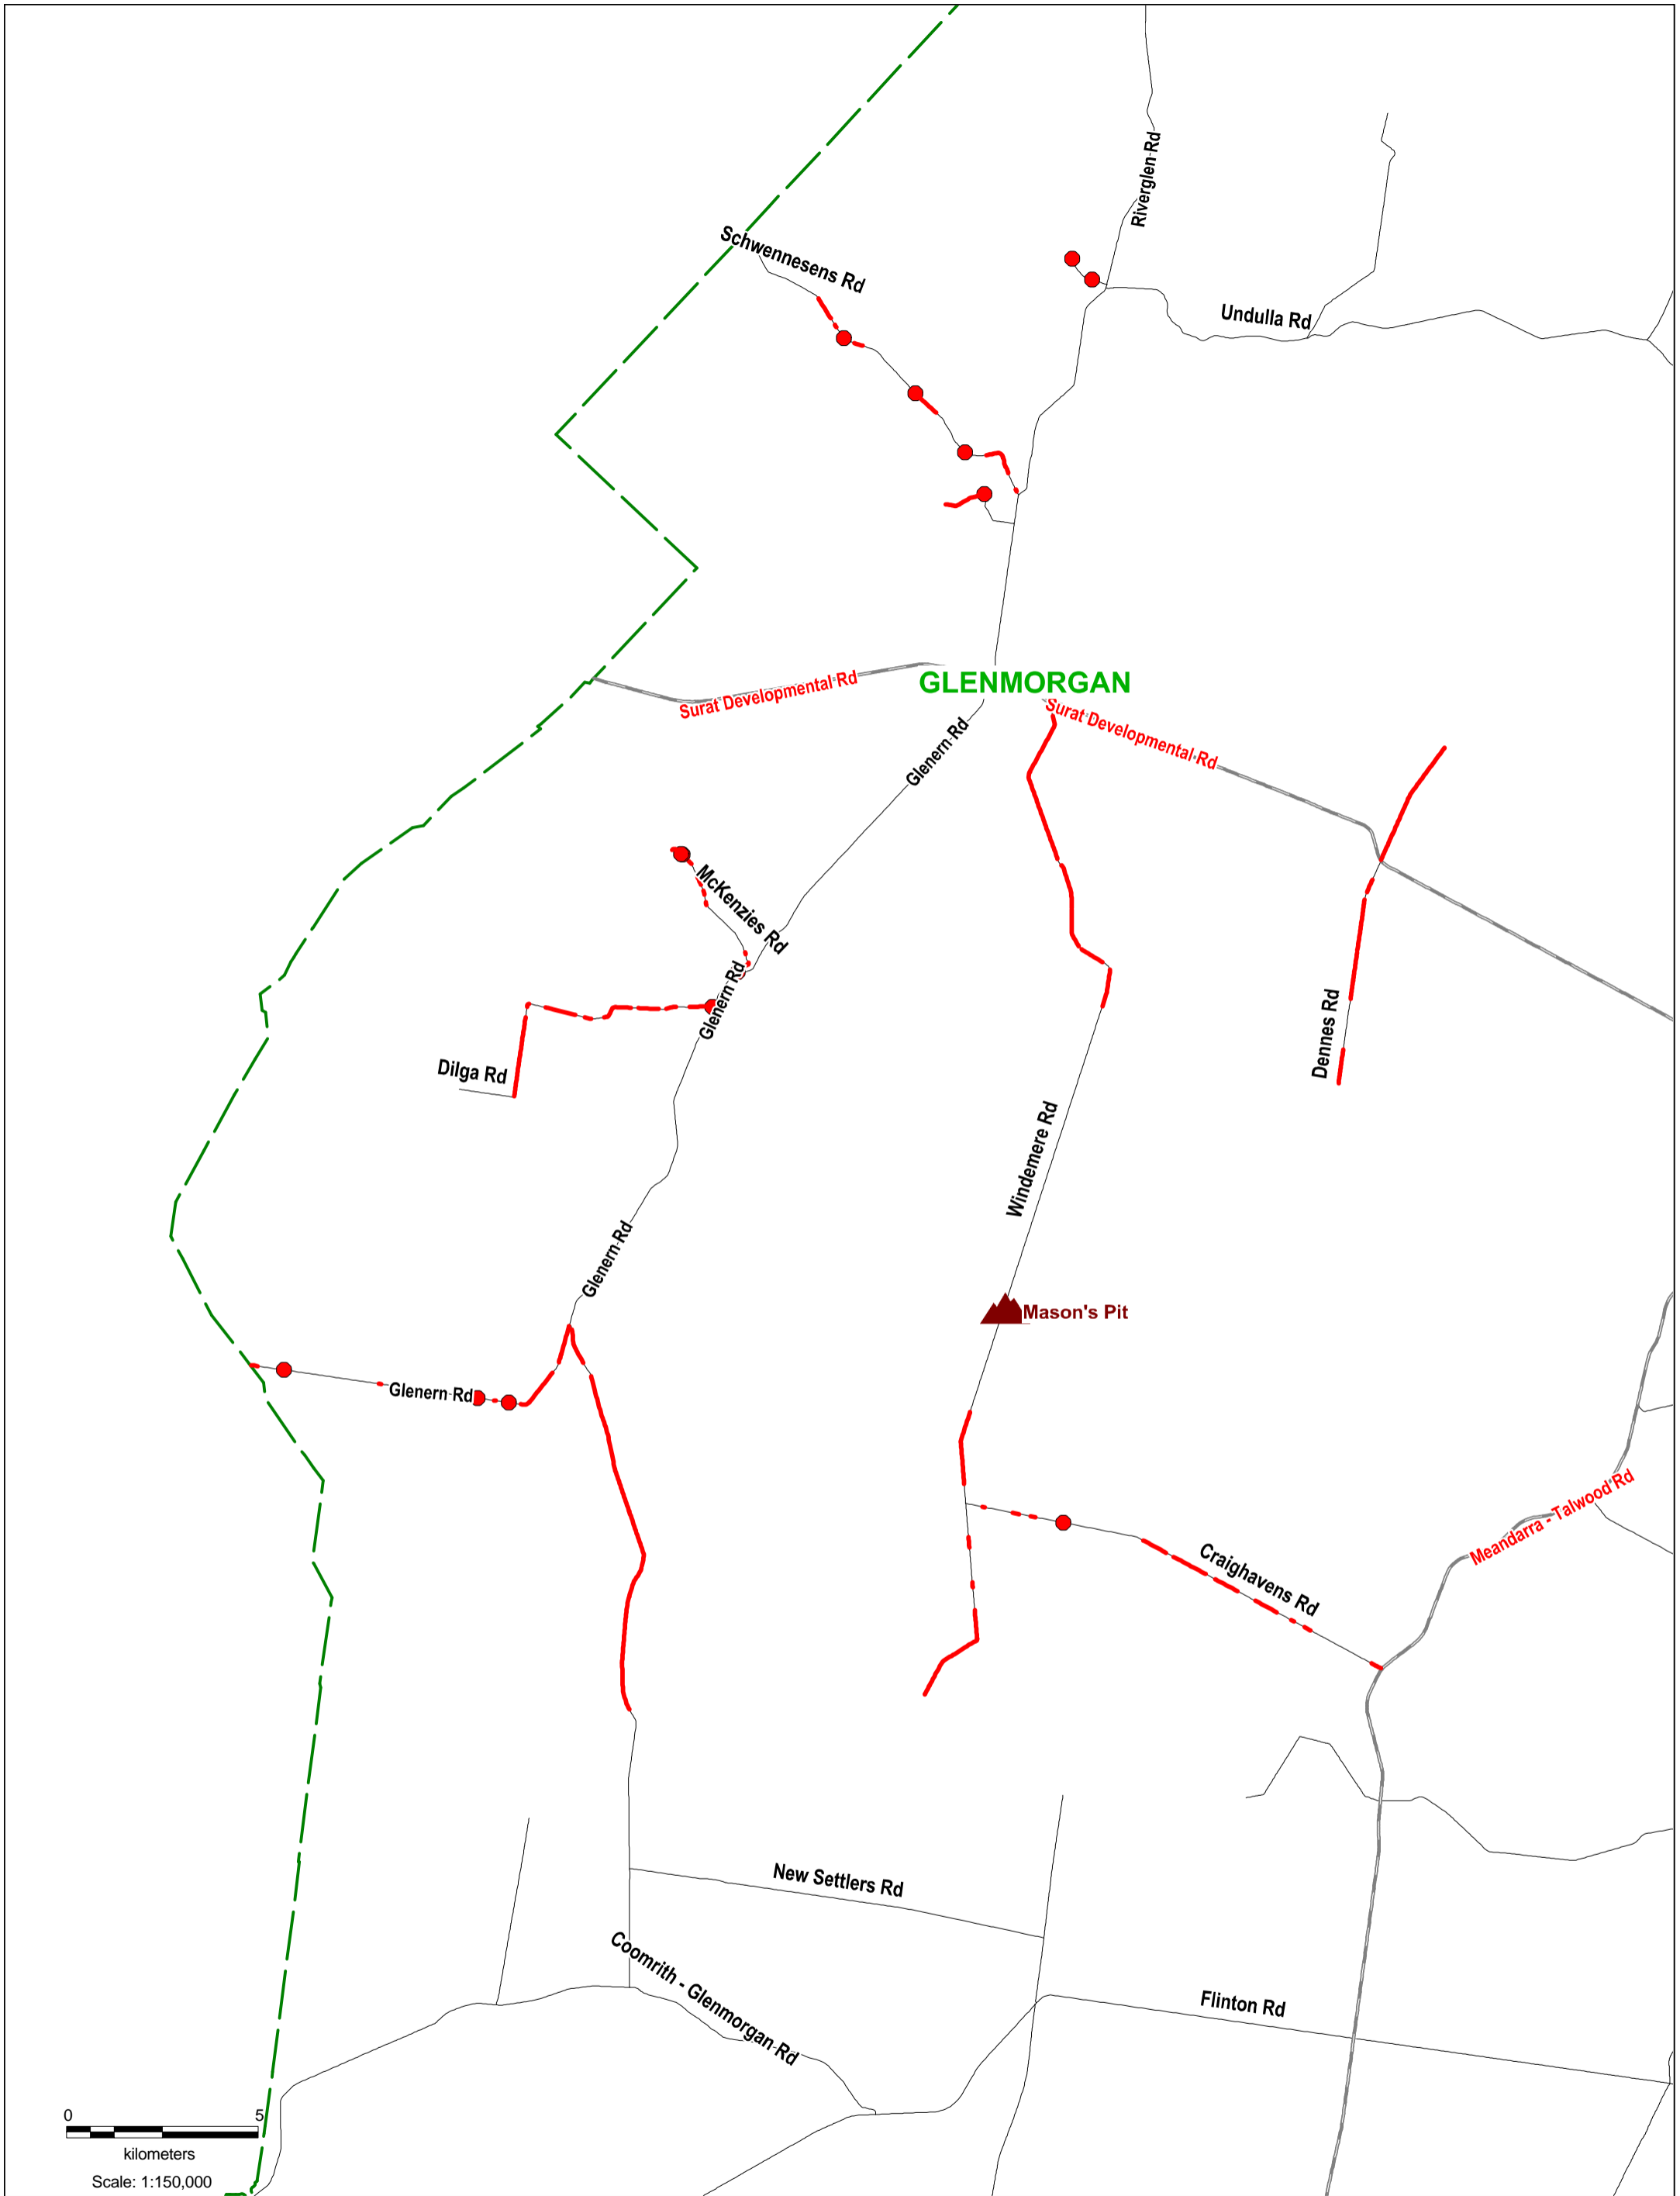 Riverglen Rd
Schwennesens Rd
Undulla Rd
Surat Developmental Rd
GLENMORGAN
Surat Developmental Rd
Glenern Rd
McKenzies Rd
Glenern Rd
Dennes Rd
Dilga Rd
Windemere Rd
Glenern Rd
Mason's Pit
Glenern Rd
Meandarra - Talwood Rd
Craighavens Rd
New Settlers Rd
Coomrith - Glenmorgan Rd
Flinton Rd
0 5
kilometers
Scale: 1:150,000